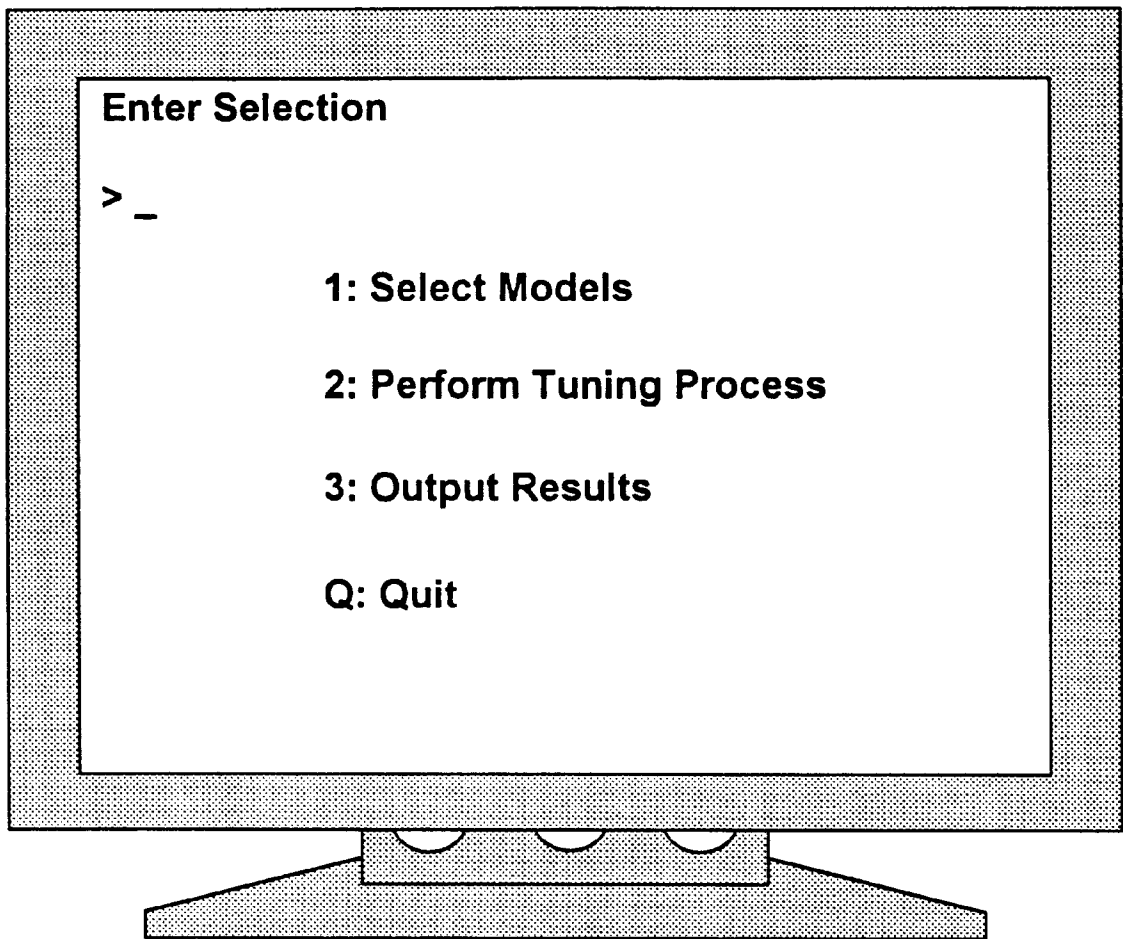 Enter Selection
> _
1: Select Models
2: Perform Tuning Process
3: Output Results
Q: Quit